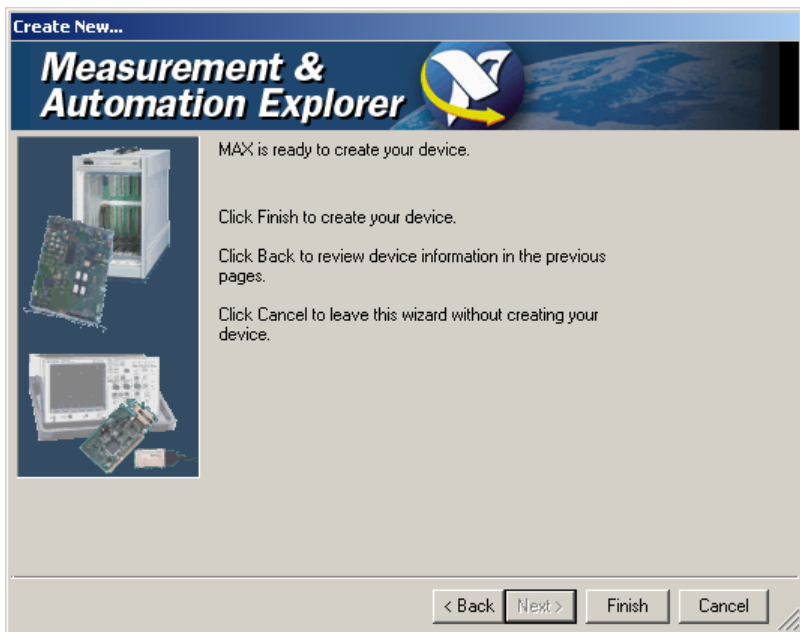 Create New...
Measurement &
Automation Explorer
MAX is ready to create your device.
Click Finish to create your device.
Click Back to review device information in the previous
pages.
Click Cancel to leave this wizard without creating your
device.
< Back Next > Finish Cancel